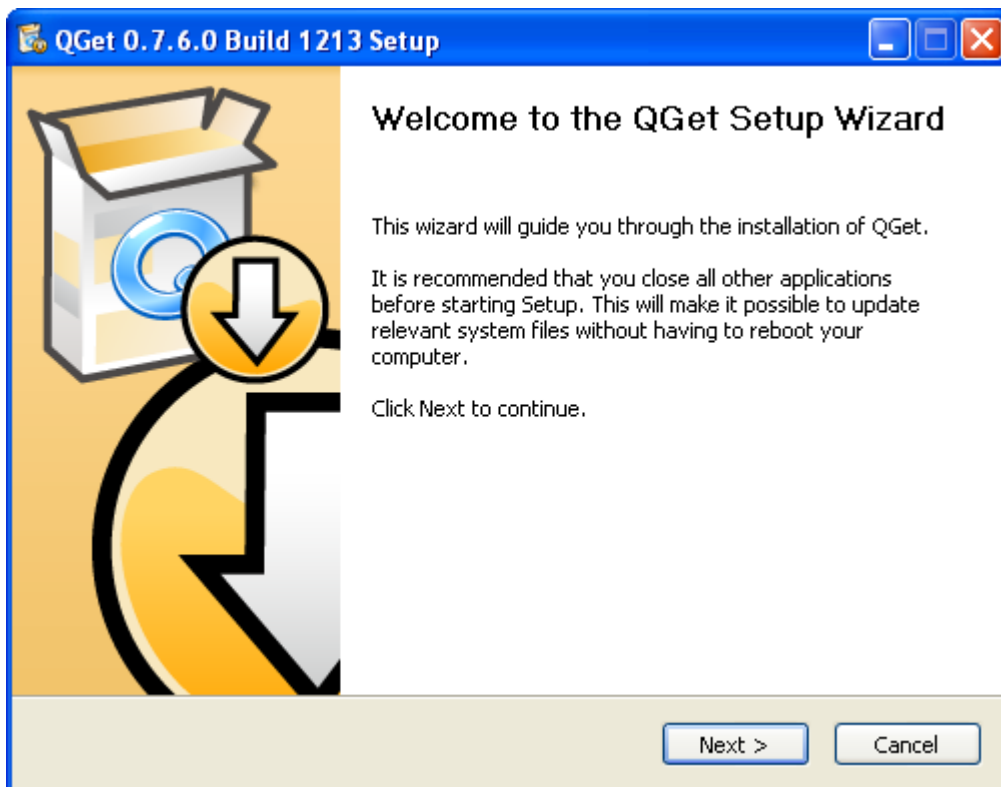 QGet 0.7.6.0 Build 1213 Setup
Welcome to the QGet Setup Wizard
This wizard will guide you through the installation of QGet.
It is recommended that you close all other applications
before starting Setup. This will make it possible to update
relevant system files without having to reboot your
computer.
Click Next to continue.
Next >
Cancel